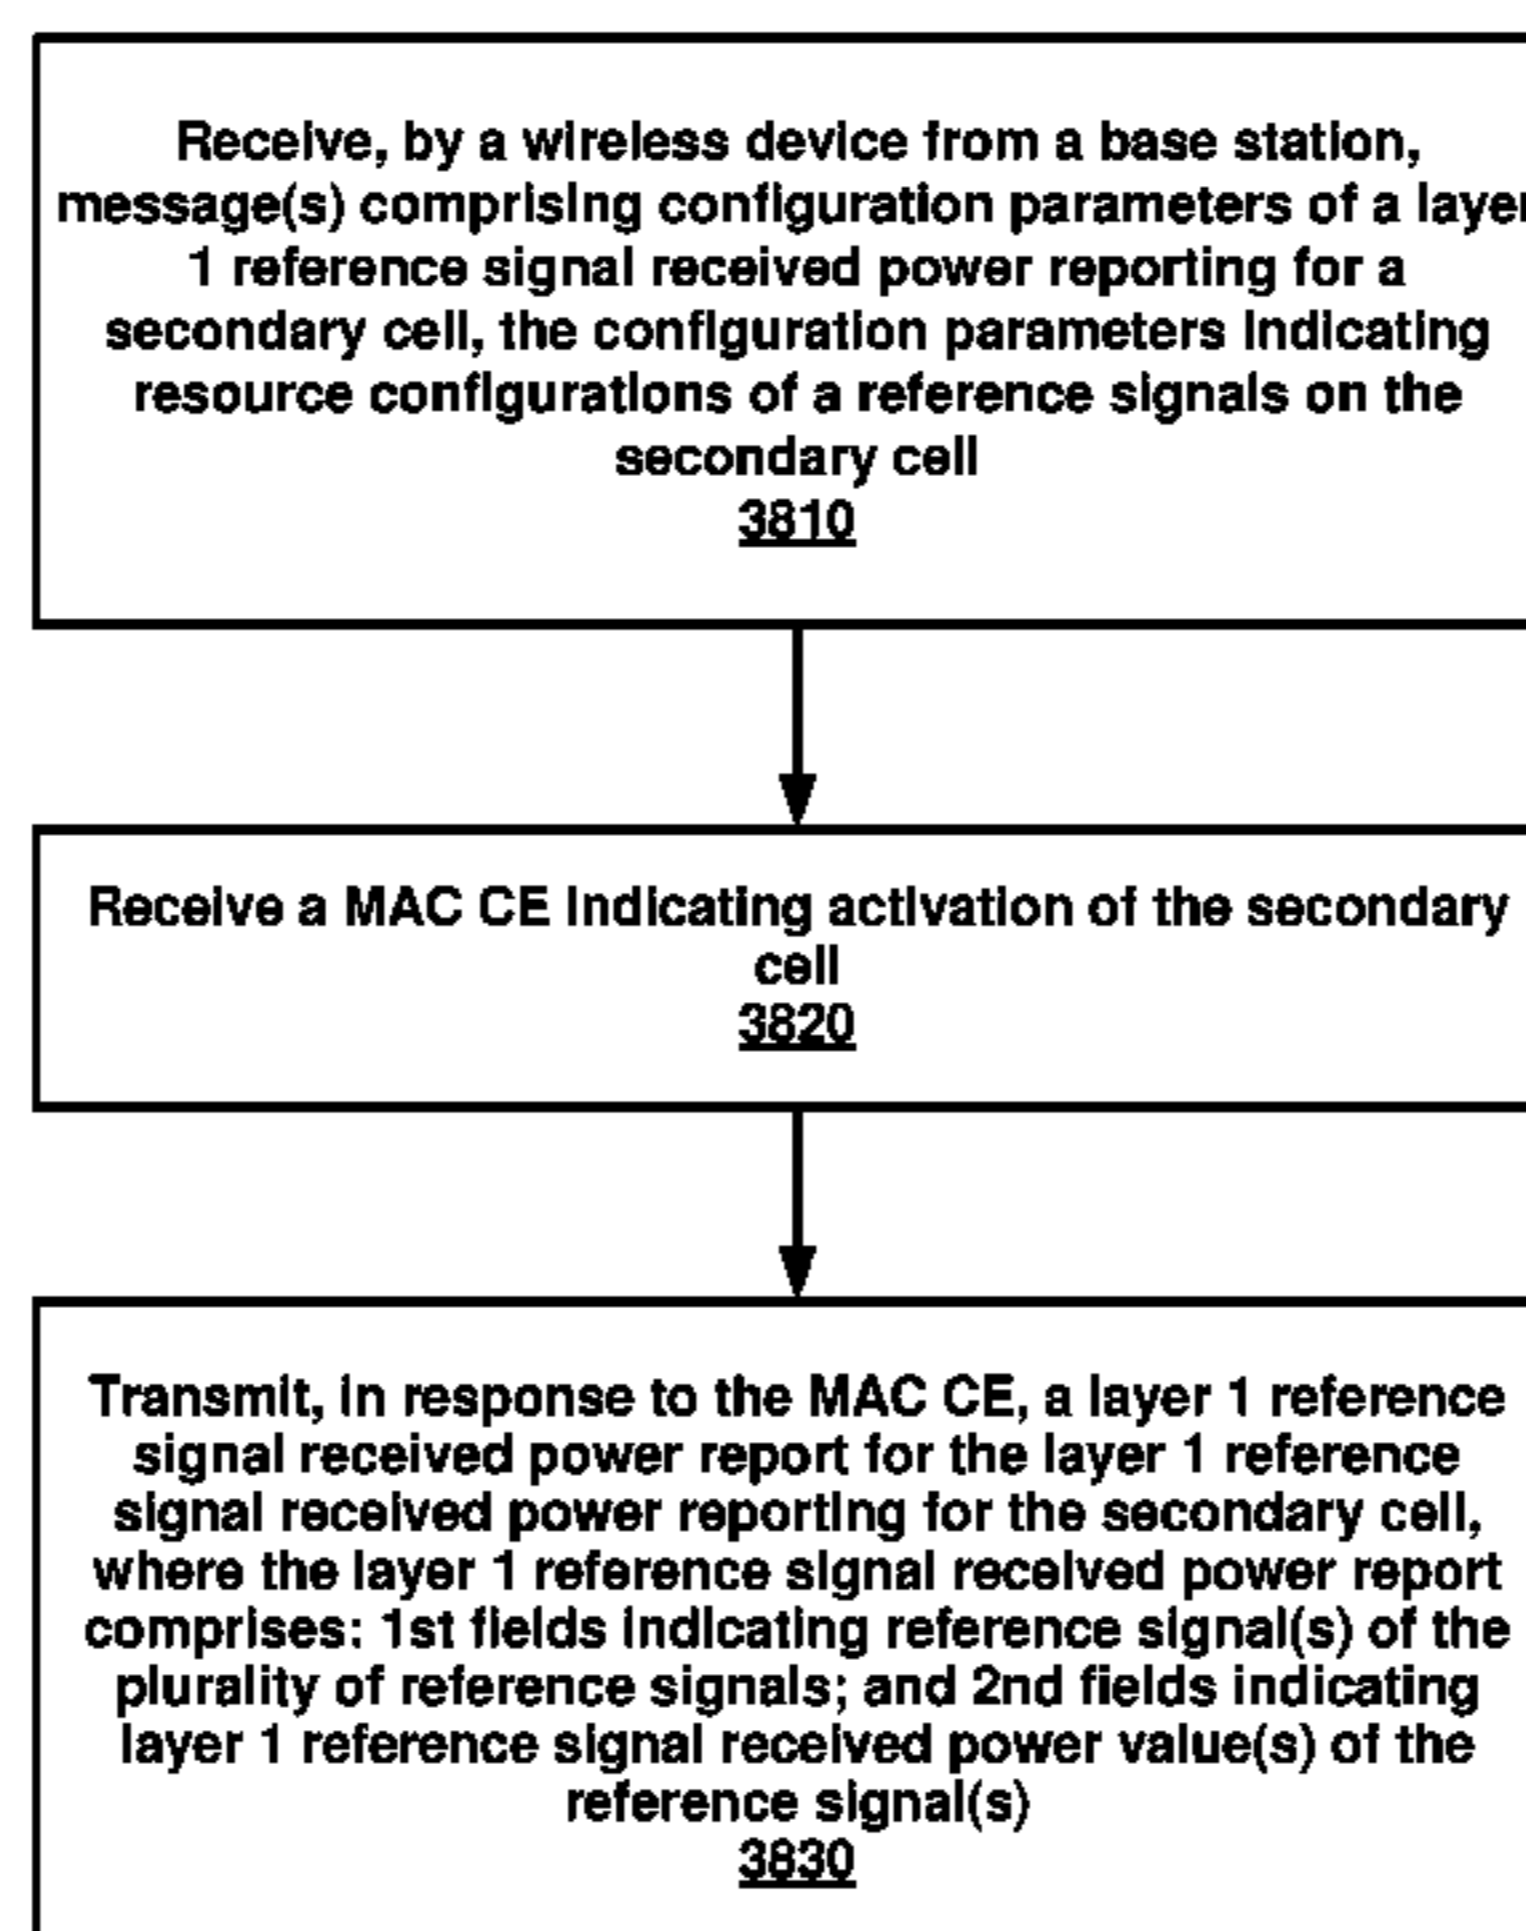 Receive, by a wireless device from a base station,
message(s) comprising configuration parameters of a layer
1 reference signal received power reporting for a
secondary cell, the configuration parameters indicating
resource configurations of a reference signals on the
secondary cell
3810
Receive a MAC CE indicating activation of the secondary
cell
3820
Transmit, in response to the MAC CE, a layer 1 reference
signal received power report for the layer 1 reference
signal received power reporting for the secondary cell,
where the layer 1 reference signal received power report
comprises: 1st fields indicating reference signal(s) of the
plurality of reference signals; and 2nd fields indicating
layer 1 reference signal received power value(s) of the
reference signal(s)
3830